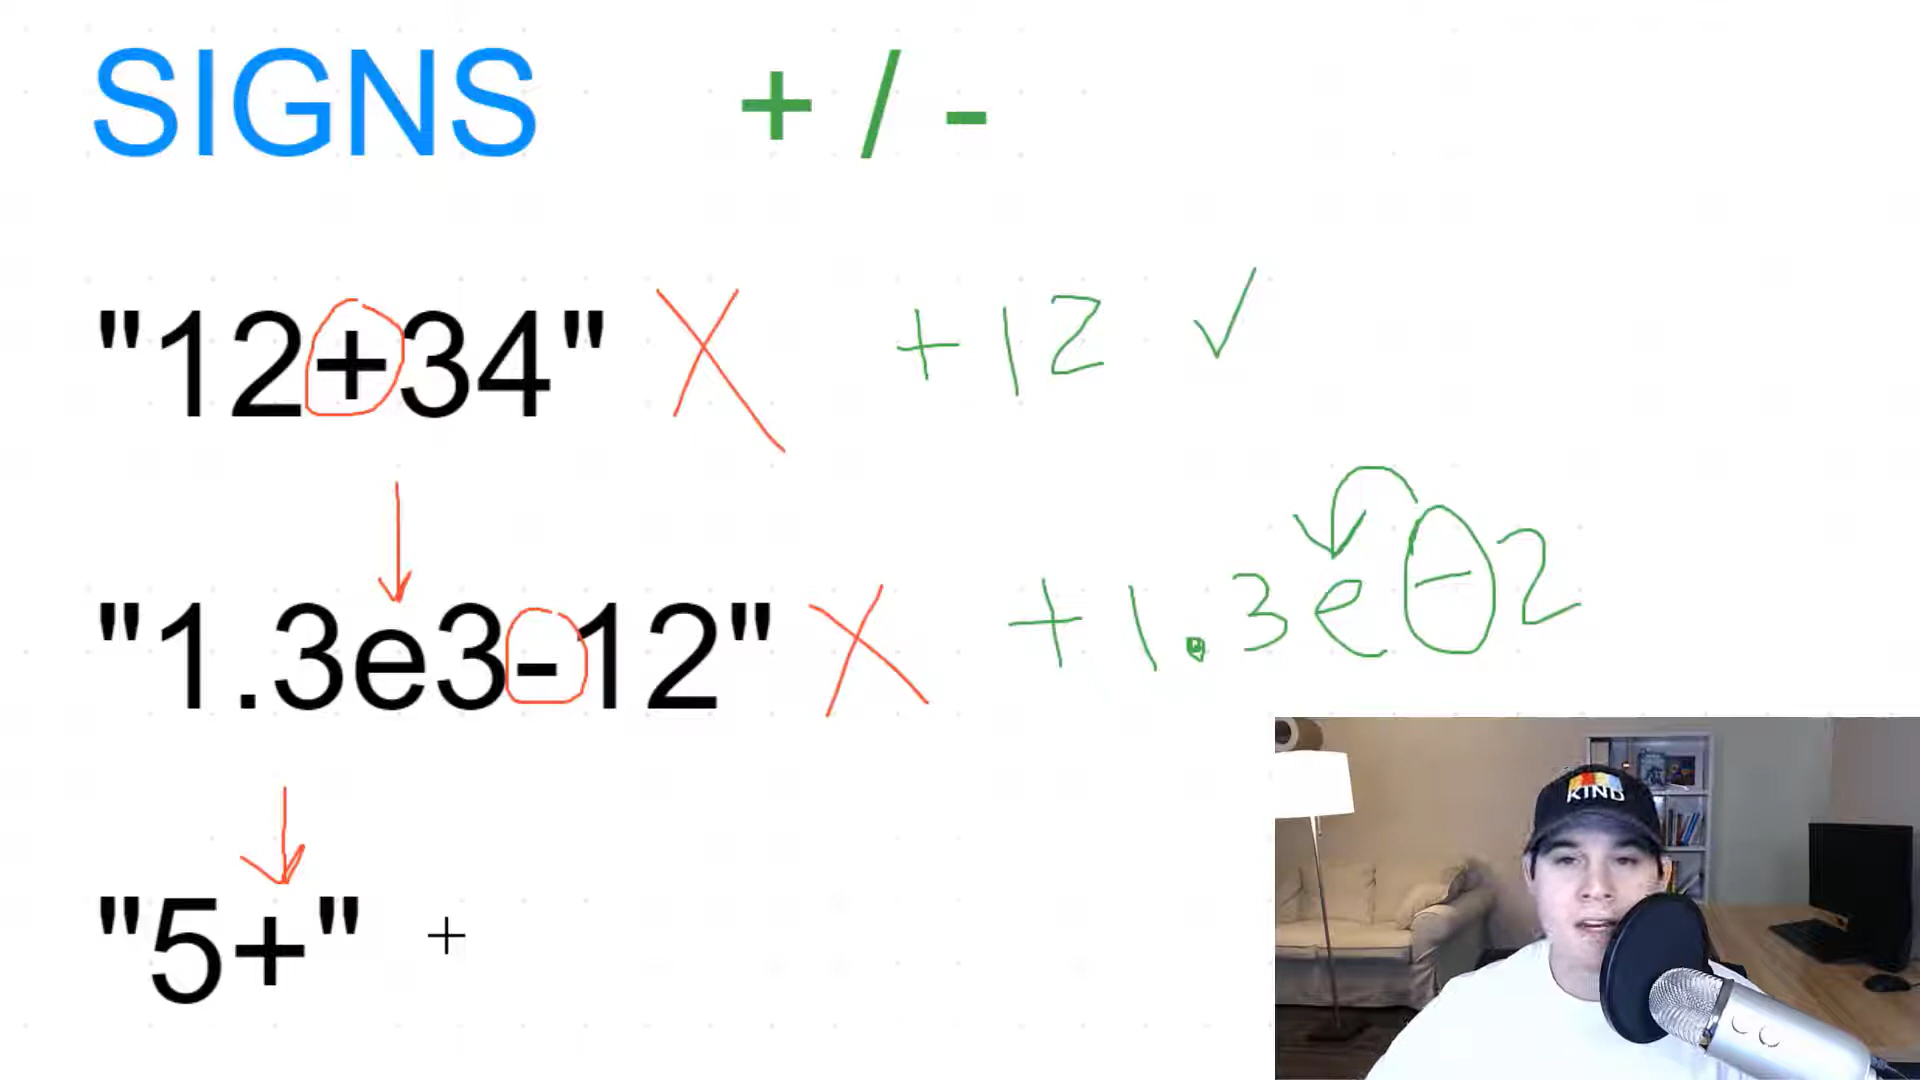 SIGNS + / -
"12+34" X +12 ✓
"1.3e3-12" X +1.3e-2
"5+"
KIND